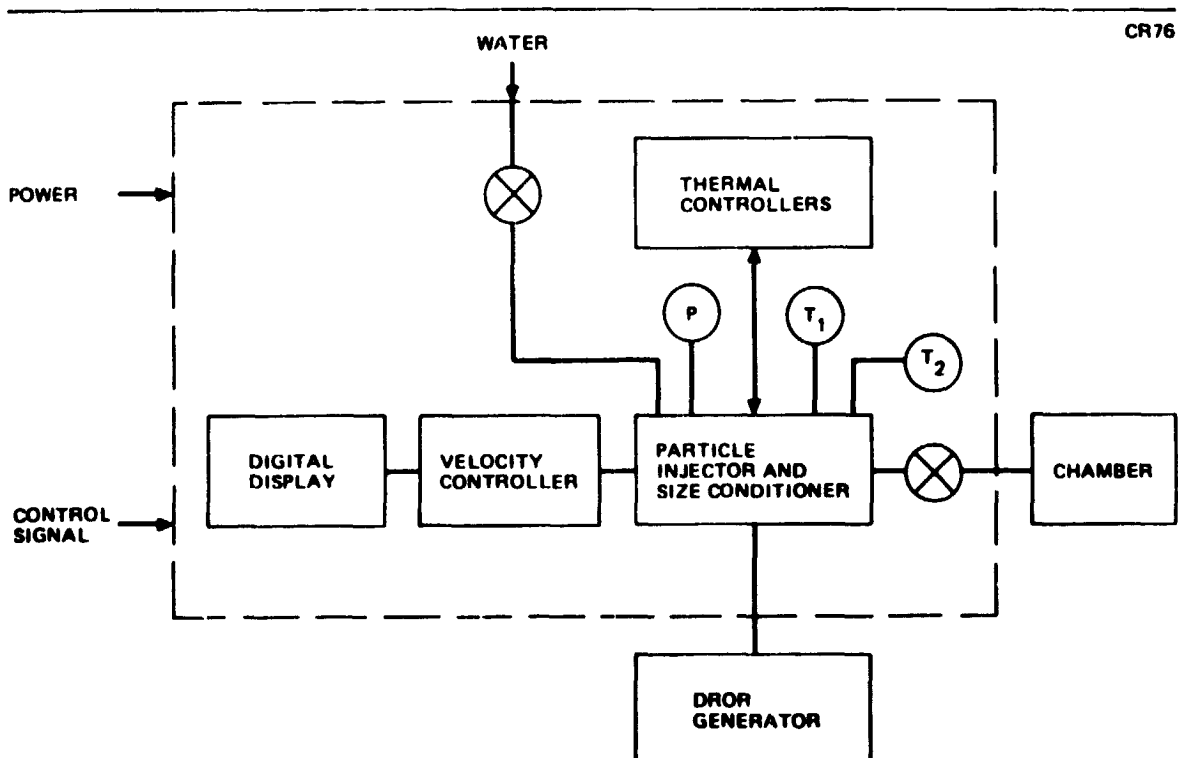 CR76
WATER
POWER
THERMAL
CONTROLLERS
P
T1
T2
DIGITAL
DISPLAY
VELOCITY
CONTROLLER
PARTICLE
INJECTOR AND
SIZE CONDITIONER
CHAMBER
CONTROL
SIGNAL
DROR
GENERATOR